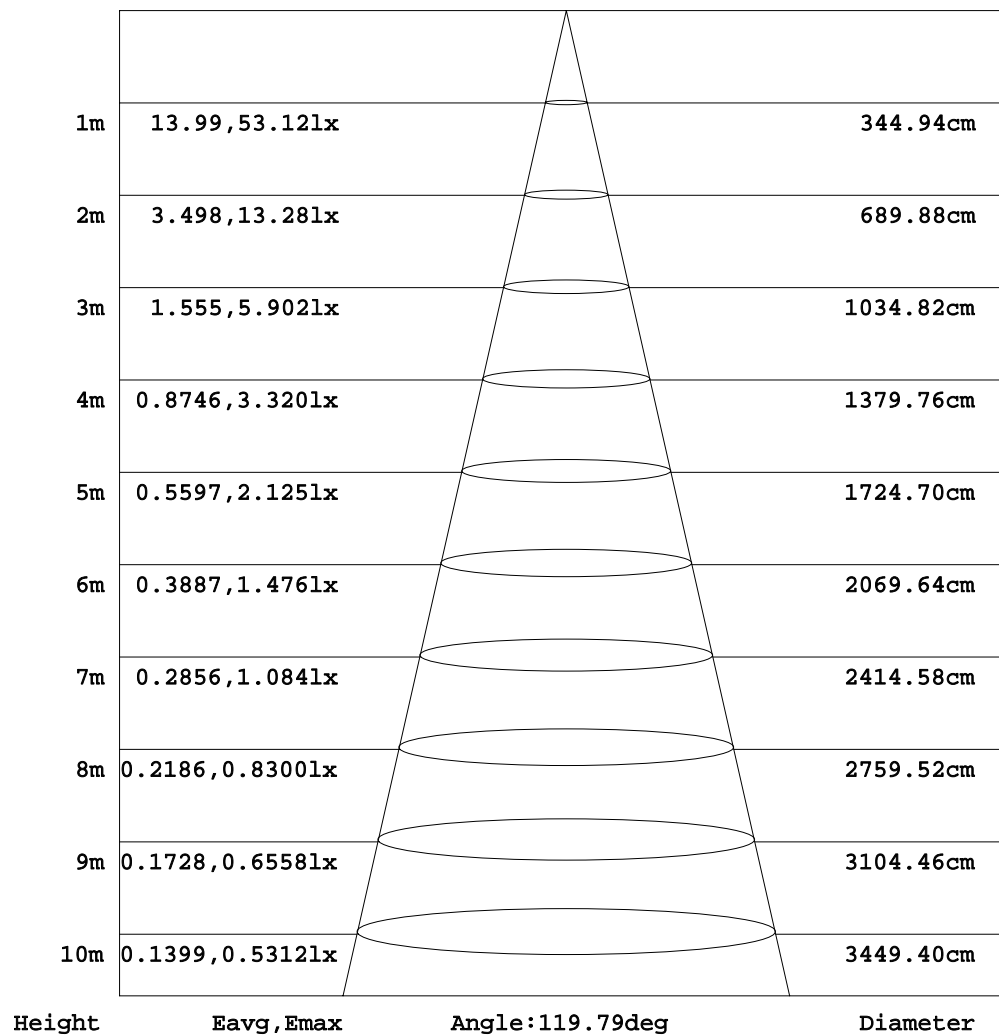 1m 13.99,53.12lx 344.94cm
2m 3.498,13.28lx 689.88cm
3m 1.555,5.902lx 1034.82cm
4m 0.8746,3.320lx 1379.76cm
5m 0.5597,2.125lx 1724.70cm
6m 0.3887,1.476lx 2069.64cm
7m 0.2856,1.084lx 2414.58cm
8m 0.2186,0.8300lx 2759.52cm
9m 0.1728,0.6558lx 3104.46cm
10m 0.1399,0.5312lx 3449.40cm
Height Eavg,Emax Angle:119.79deg Diameter